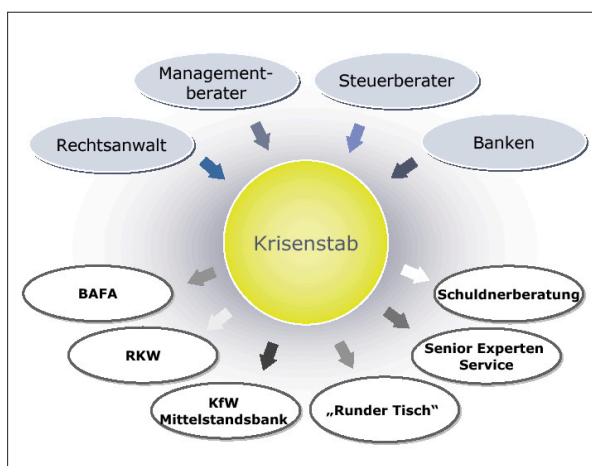 Management-
berater
Steuerberater
Rechtsanwalt
Banken
Krisenstab
BAFA
Schuldnerberatung
RKW
Senior Experten
Service
KfW
Mittelstandsbank
„Runder Tisch“